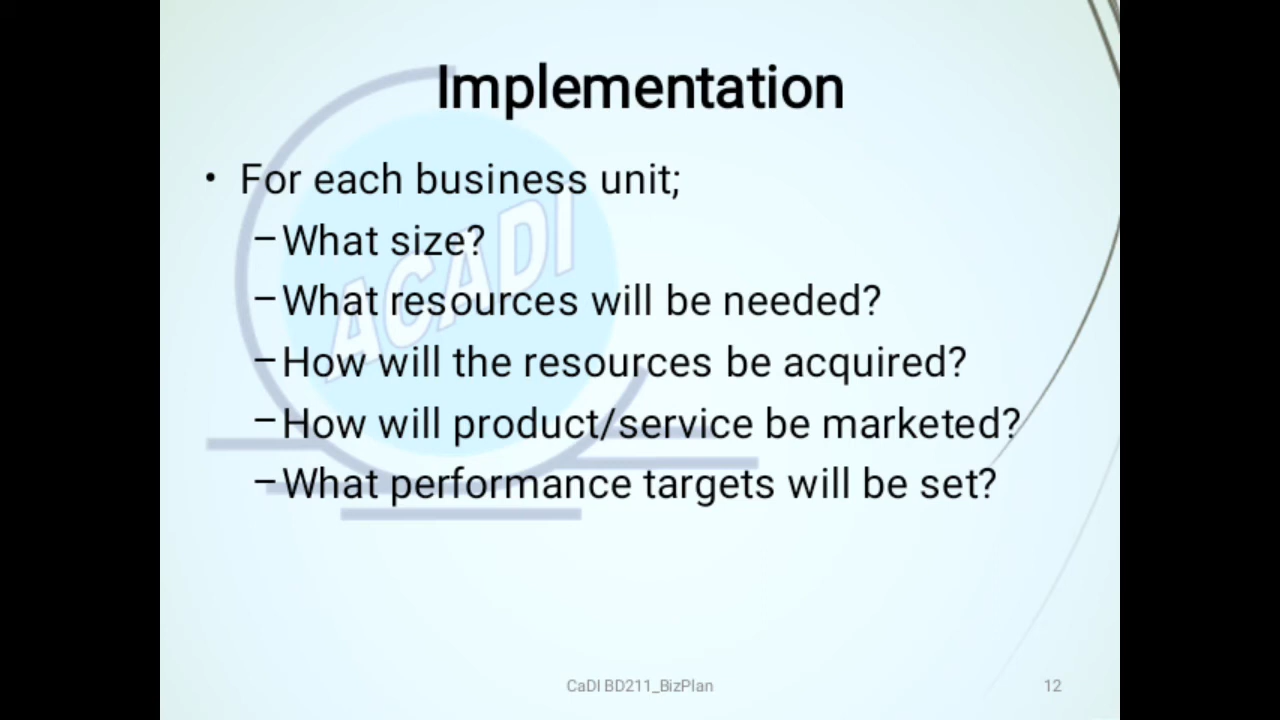 Implementation
• For each business unit;
–What size?
–What resources will be needed?
–How will the resources be acquired?
–How will product/service be marketed?
–What performance targets will be set?
ACADI
CaDI BD211_BizPlan
12